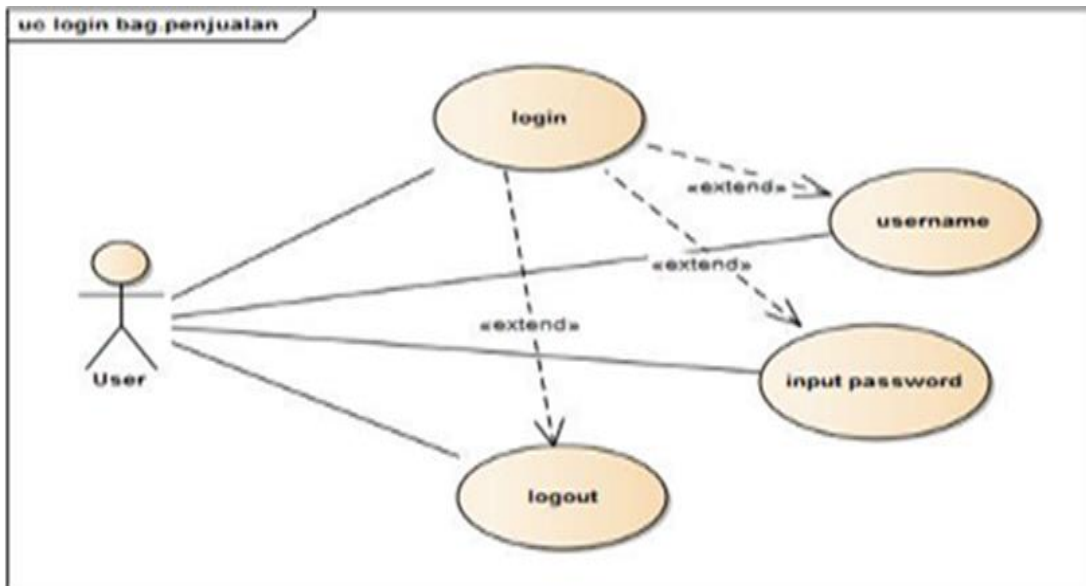 uc login bag.penjualan
login
«extend»
username
«extend»
«extend»
input password
User
logout